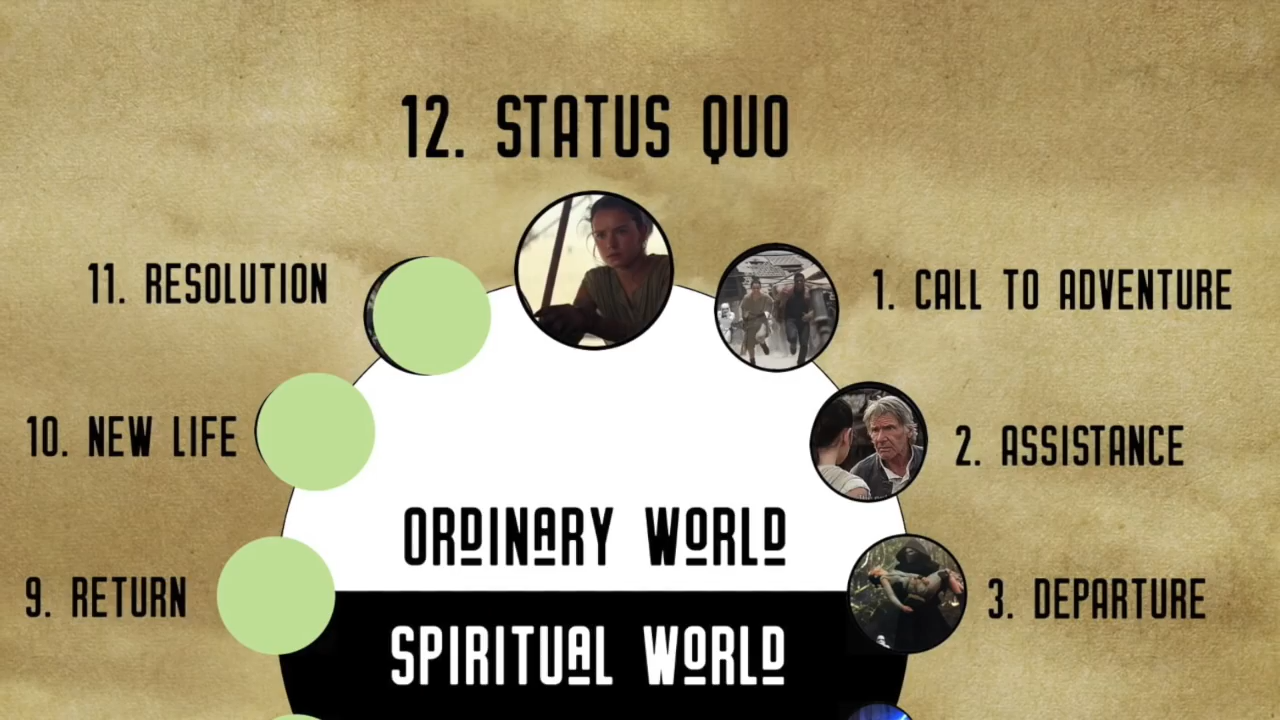 12. STATUS QUO
11. RESOLUTION
1. CALL TO ADVENTURE
10. NEW LIFE
2. ASSISTANCE
ORDINARY WORLD
9. RETURN
3. DEPARTURE
SPIRITUAL WORLD